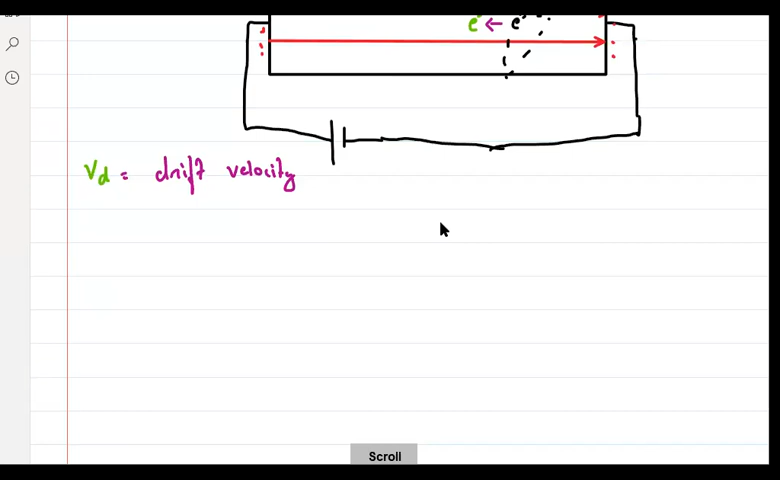 e ← e
Vd = drift velocity
Scroll